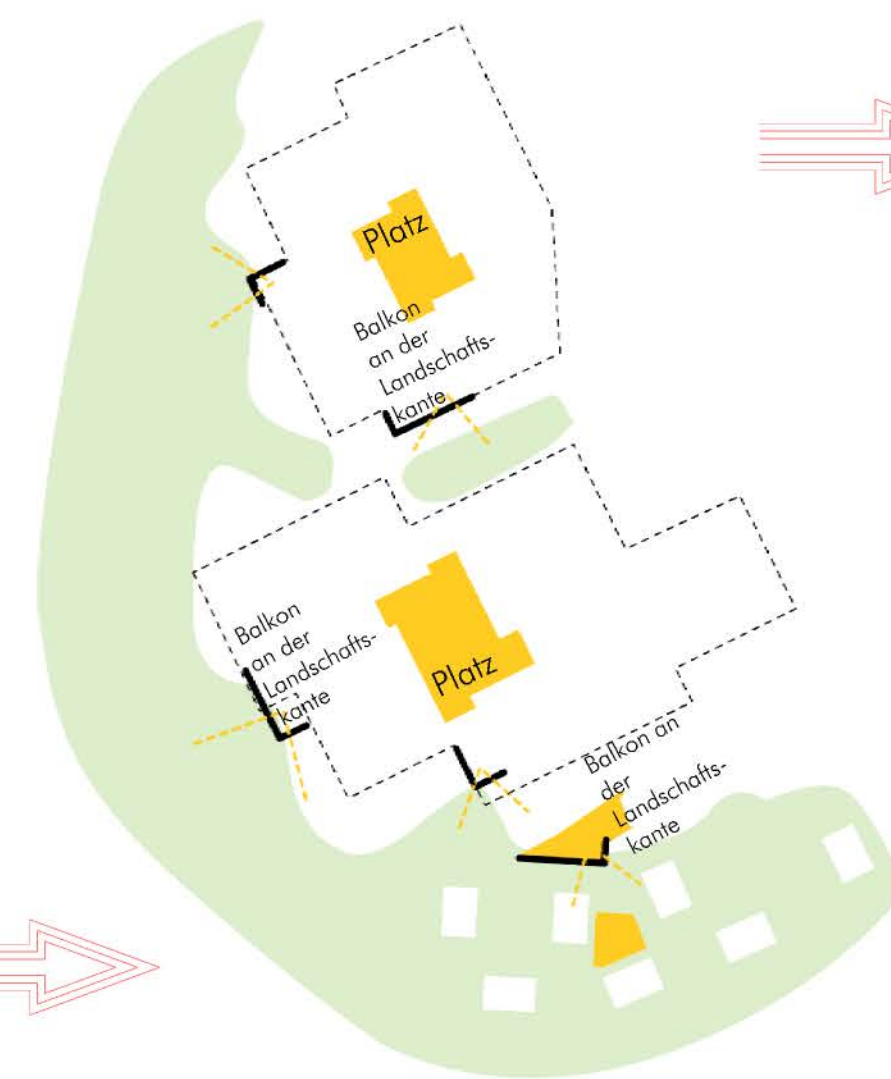 Platz
Balkon
an der
Landschafts-
kante
Balkon
an der
Landschafts-
kante
Platz
Balkon an
der
Landschafts-
kante